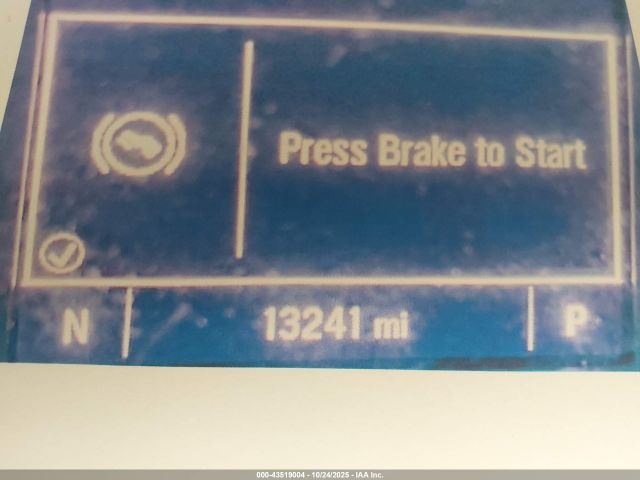 Press Brake to Start
N 13241 mi P
000-43519004 - 10/24/2025 - IAA Inc.